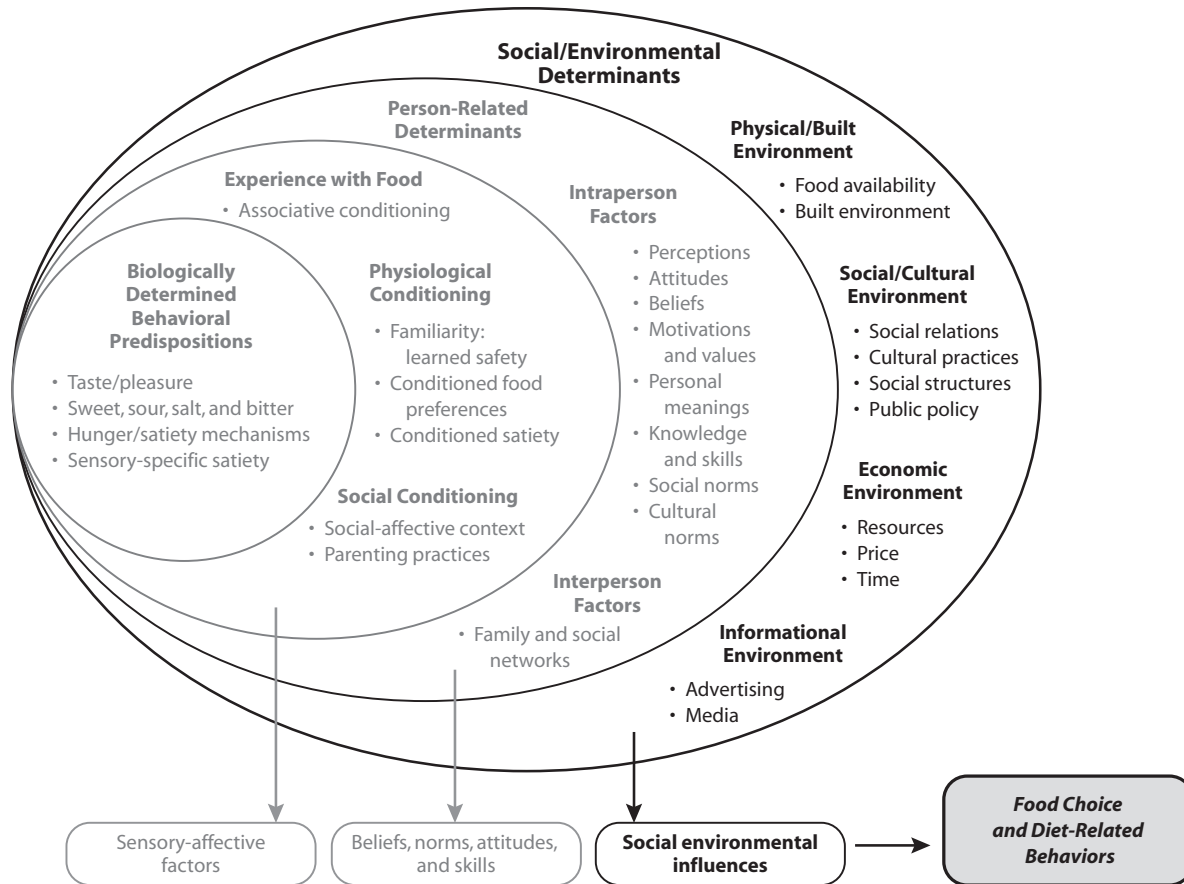 Social/Environmental
Determinants
Person-Related
Determinants
Experience with Food
• Associative conditioning
Biologically
Determined
Behavioral
Predispositions
• Taste/pleasure
• Sweet, sour, salt, and bitter
• Hunger/satiety mechanisms
• Sensory-specific satiety
Physiological
Conditioning
• Familiarity:
learned safety
• Conditioned food
preferences
• Conditioned satiety
Social Conditioning
• Social-affective context
• Parenting practices
Intraperson
Factors
• Perceptions
• Attitudes
• Beliefs
• Motivations
and values
• Personal
meanings
• Knowledge
and skills
• Social norms
• Cultural
norms
Interperson
Factors
• Family and social
networks
Physical/Built
Environment
• Food availability
• Built environment
Social/Cultural
Environment
• Social relations
• Cultural practices
• Social structures
• Public policy
Economic
Environment
• Resources
• Price
• Time
Informational
Environment
• Advertising
• Media
Sensory-affective
factors
Beliefs, norms, attitudes,
and skills
Social environmental
influences
Food Choice
and Diet-Related
Behaviors